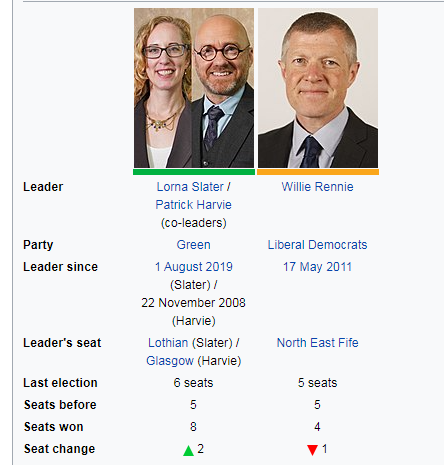 Leader Lorna Slater / Willie Rennie
Patrick Harvie
(co-leaders)
Party Green Liberal Democrats
Leader since 1 August 2019 17 May 2011
(Slater) /
22 November 2008
(Harvie)
Leader's seat Lothian (Slater) / North East Fife
Glasgow (Harvie)
Last election 6 seats 5 seats
Seats before 5 5
Seats won 8 4
Seat change ▲ 2 ▼ 1